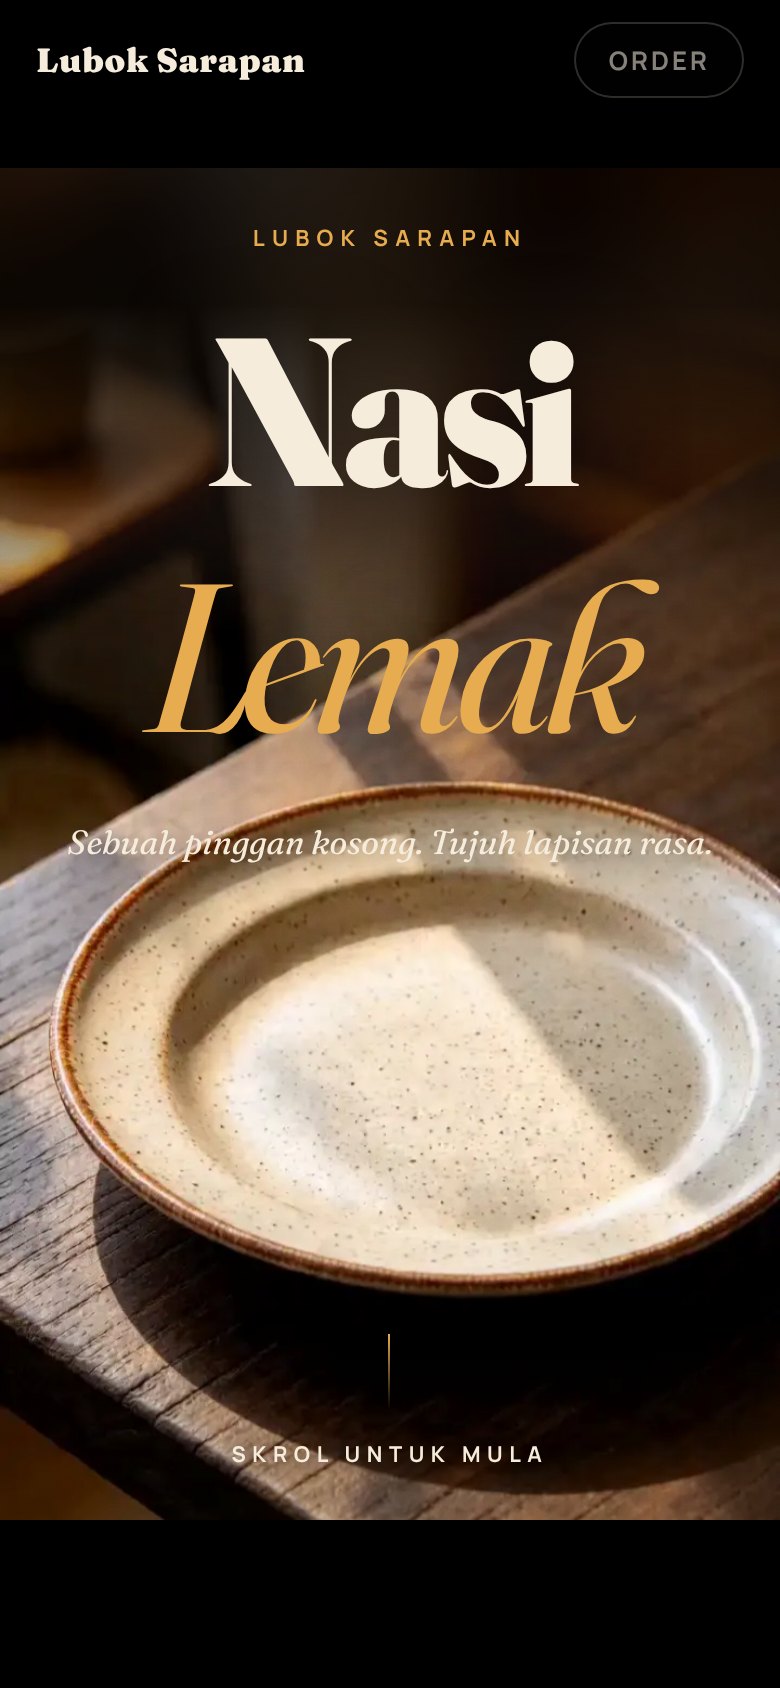 Lubok Sarapan
ORDER
LUBOK SARAPAN
Nasi
Lemak
Sebuah pinggan kosong. Tujuh lapisan rasa.
SKROL UNTUK MULA